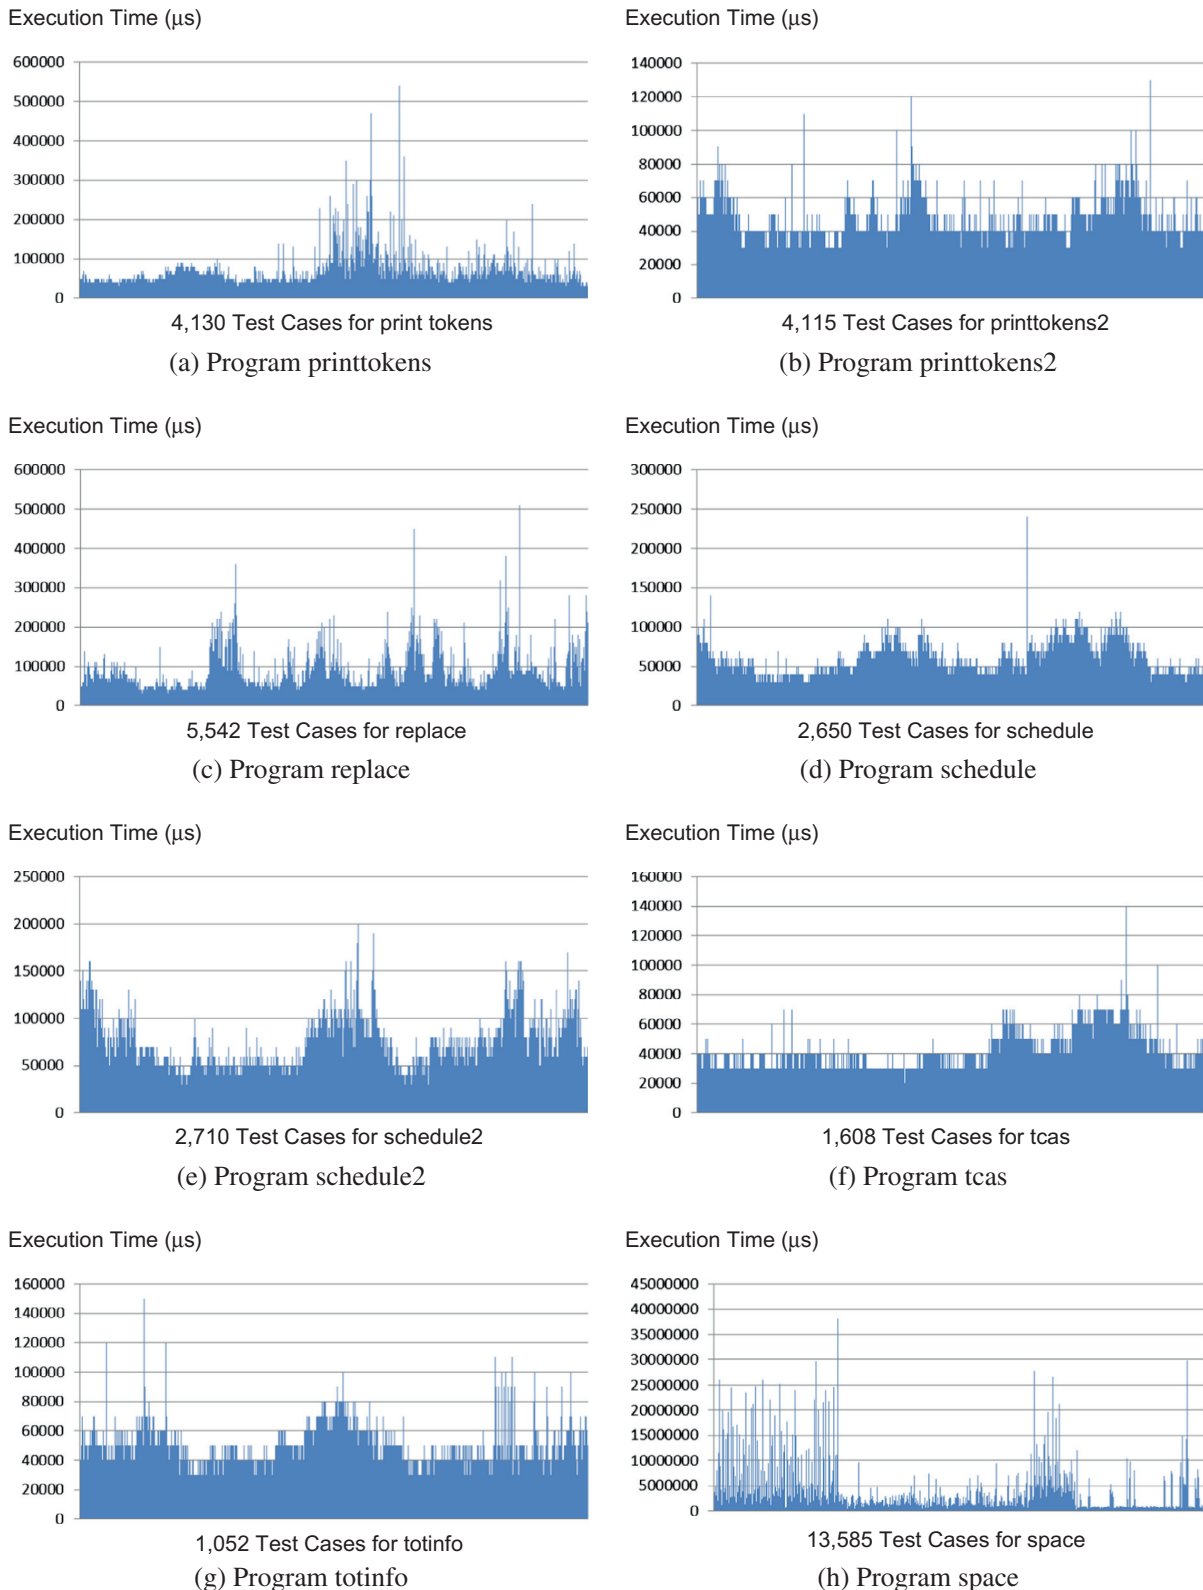 Execution Time (μs)
600000
500000
400000
300000
200000
100000
0
4,130 Test Cases for print tokens
(a) Program printtokens
Execution Time (μs)
140000
120000
100000
80000
60000
40000
20000
0
4,115 Test Cases for printtokens2
(b) Program printtokens2
Execution Time (μs)
600000
500000
400000
300000
200000
100000
0
5,542 Test Cases for replace
(c) Program replace
Execution Time (μs)
300000
250000
200000
150000
100000
50000
0
2,650 Test Cases for schedule
(d) Program schedule
Execution Time (μs)
250000
200000
150000
100000
50000
0
2,710 Test Cases for schedule2
(e) Program schedule2
Execution Time (μs)
160000
140000
120000
100000
80000
60000
40000
20000
0
1,608 Test Cases for tcas
(f) Program tcas
Execution Time (μs)
160000
140000
120000
100000
80000
60000
40000
20000
0
1,052 Test Cases for totinfo
(g) Program totinfo
Execution Time (μs)
45000000
40000000
35000000
30000000
25000000
20000000
15000000
10000000
5000000
0
13,585 Test Cases for space
(h) Program space